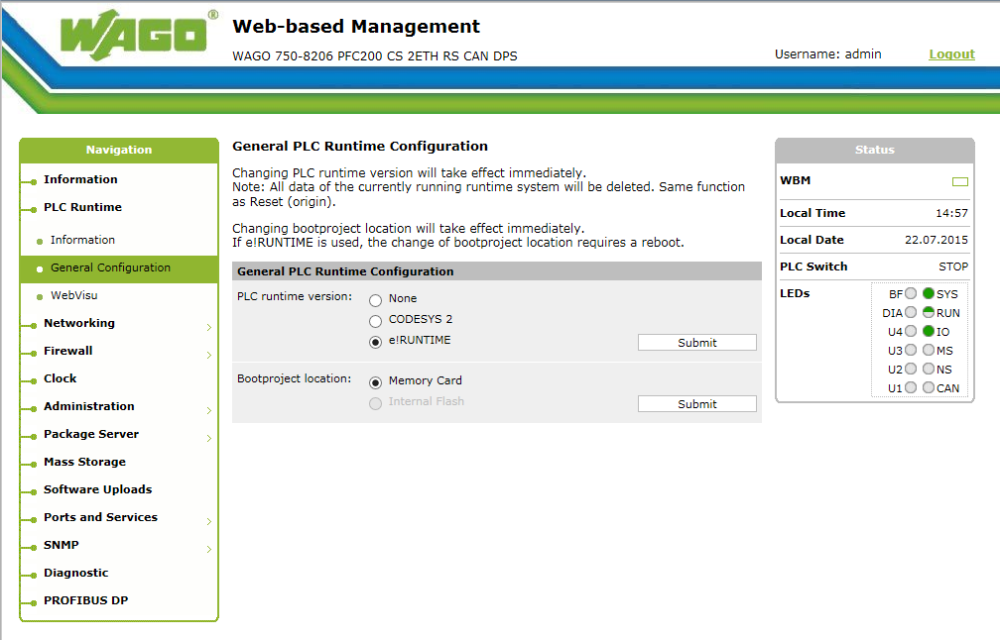 WAGO®
Web-based Management
WAGO 750-8206 PFC200 CS 2ETH RS CAN DPS
Username: admin
Logout
Navigation
Information
PLC Runtime
Information
General Configuration
WebVisu
Networking
Firewall
Clock
Administration
Package Server
Mass Storage
Software Uploads
Ports and Services
SNMP
Diagnostic
PROFIBUS DP
General PLC Runtime Configuration
Changing PLC runtime version will take effect immediately.
Note: All data of the currently running runtime system will be deleted. Same function
as Reset (origin).
Changing bootproject location will take effect immediately.
If e!RUNTIME is used, the change of bootproject location requires a reboot.
General PLC Runtime Configuration
PLC runtime version:
None
CODESYS 2
e!RUNTIME
Submit
Bootproject location:
Memory Card
Internal Flash
Submit
Status
WBM
Local Time 14:57
Local Date 22.07.2015
PLC Switch STOP
LEDs
BF SYS
DIA RUN
U4 IO
U3 MS
U2 NS
U1 CAN